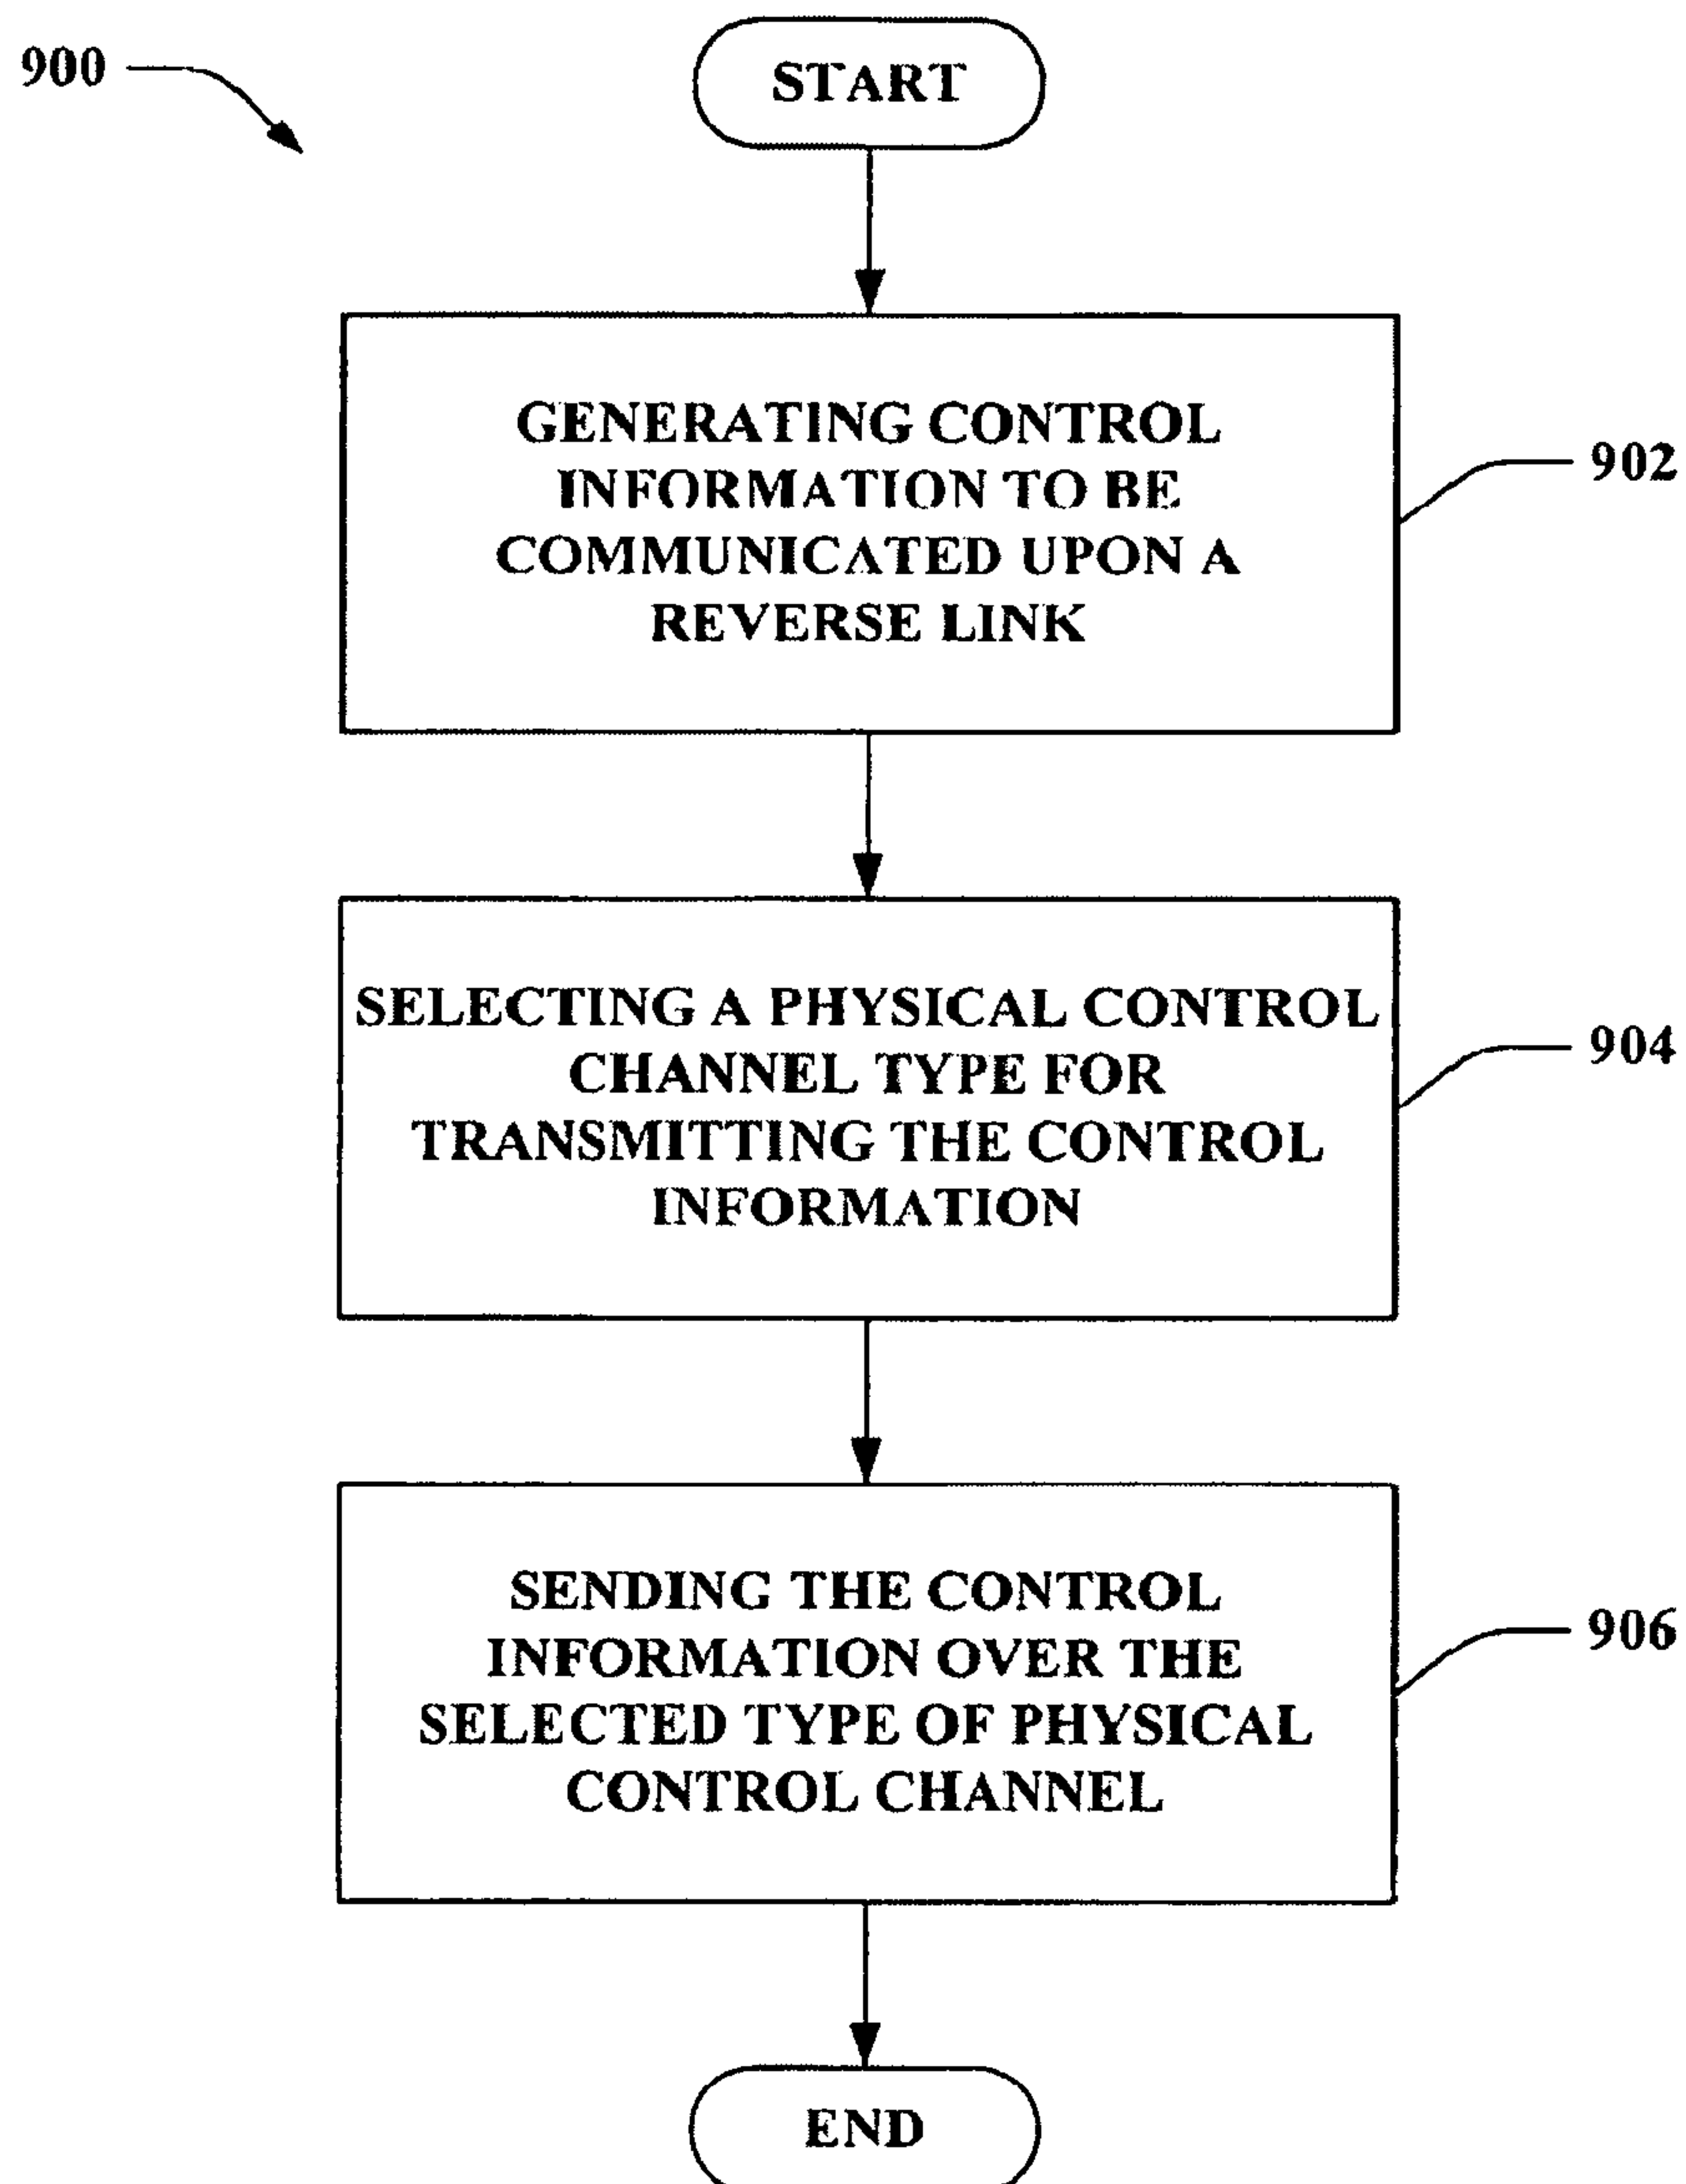 900
START
GENERATING CONTROL
INFORMATION TO BE
COMMUNICATED UPON A
REVERSE LINK
902
SELECTING A PHYSICAL CONTROL
CHANNEL TYPE FOR
TRANSMITTING THE CONTROL
INFORMATION
904
SENDING THE CONTROL
INFORMATION OVER THE
SELECTED TYPE OF PHYSICAL
CONTROL CHANNEL
906
END